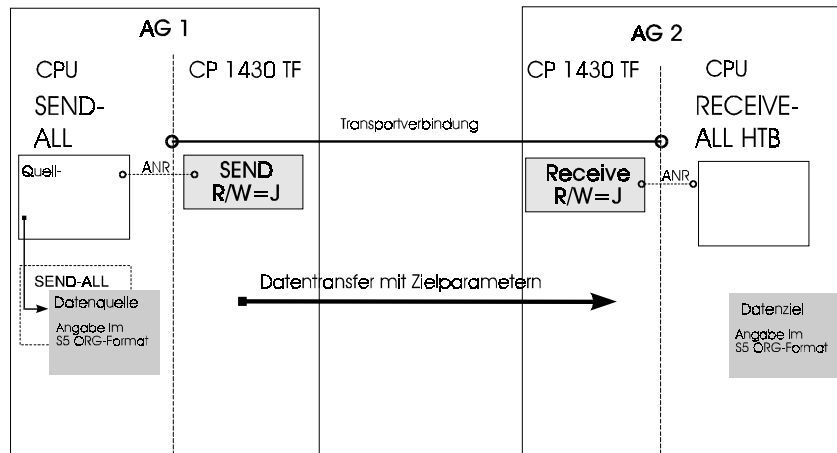 AG 1
AG 2
CPU
CP 1430 TF
CP 1430 TF
CPU
SEND-
ALL
RECEIVE-
ALL HTB
Transportverbindung
Quell-
ANR
SEND
R/W=J
Receive
R/W=J
ANR
SEND-ALL
Datenquelle
Angabe im
S5 ORG-Format
Datentransfer mit Zielparametern
Datenziel
Angabe im
S5 ORG-Format